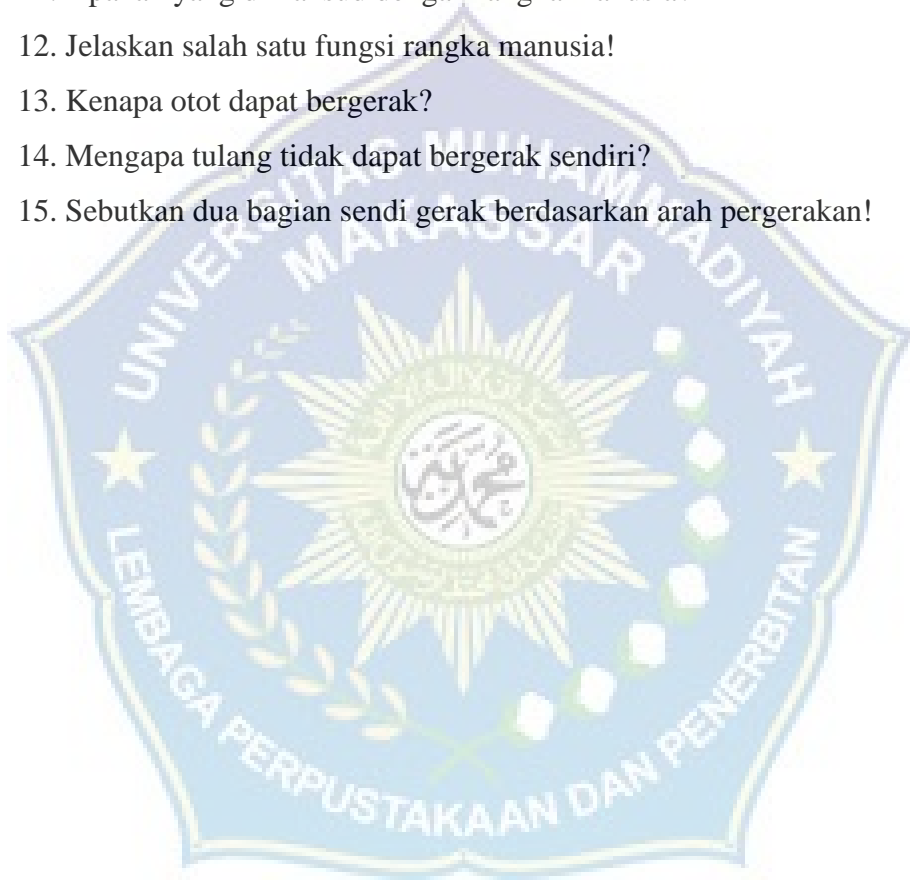 12. Jelaskan salah satu fungsi rangka manusia!
13. Kenapa otot dapat bergerak?
14. Mengapa tulang tidak dapat bergerak sendiri?
15. Sebutkan dua bagian sendi gerak berdasarkan arah pergerakan!
UNIVERSITAS MUHAMMADIYAH
MAKASSAR
LEMBAGA PERPUSTAKAAN DAN PENERBITAN